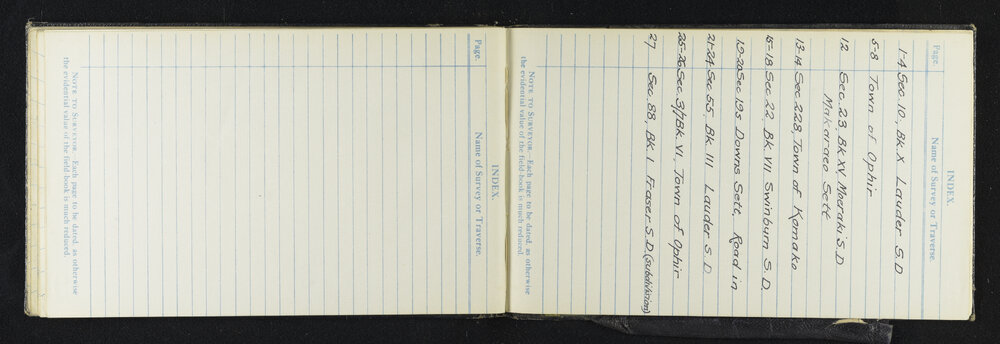 INDEX.
Page. Name of Survey or Traverse.
1-4 Sec. 10, Bk. X Lauder S.D
5-8 Town of Ophir
12 Sec. 23, Bk XV, Moeraki S.D
Makaraeo Sett
13-14 Sec 228, Town of Komako
15-18 Sec 22, Bk VII Swinburn S.D.
19-20 Sec 19s Downs Sett, Road in
21-24 Sec 55, Bk III Lauder S.D
25-26 Sec. 3/7 Bk. VI, Town of Ophir
27 Sec. 88, Bk. I Fraser S.D. (subdivision)
NOTE TO SURVEYOR.—Each page to be dated, as otherwise
the evidential value of the field-book is much reduced.
INDEX.
Page. Name of Survey or Traverse.
NOTE TO SURVEYOR.—Each page to be dated, as otherwise
the evidential value of the field-book is much reduced.